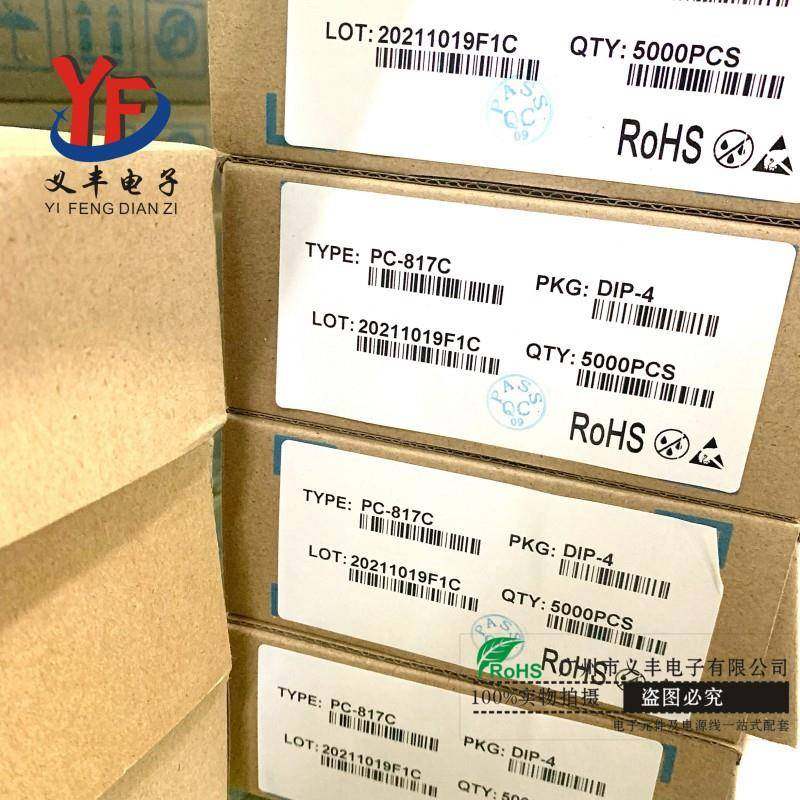 YF
义丰电子
YI FENG DIAN ZI
LOT: 20211019F1C QTY: 5000PCS
PASS
QC
09
RoHS
TYPE: PC-817C PKG: DIP-4
LOT: 20211019F1C QTY: 5000PCS
PASS
QC
09
RoHS
TYPE: PC-817C PKG: DIP-4
LOT: 20211019F1C QTY: 5000PCS
PASS
RoHS
TYPE: PC-817C PKG: DIP-4
LOT: 20211019F1C
RoHS
州市义丰电子有限公司
100%实物拍摄 盗图必究
电子元件及电源线一站式配套